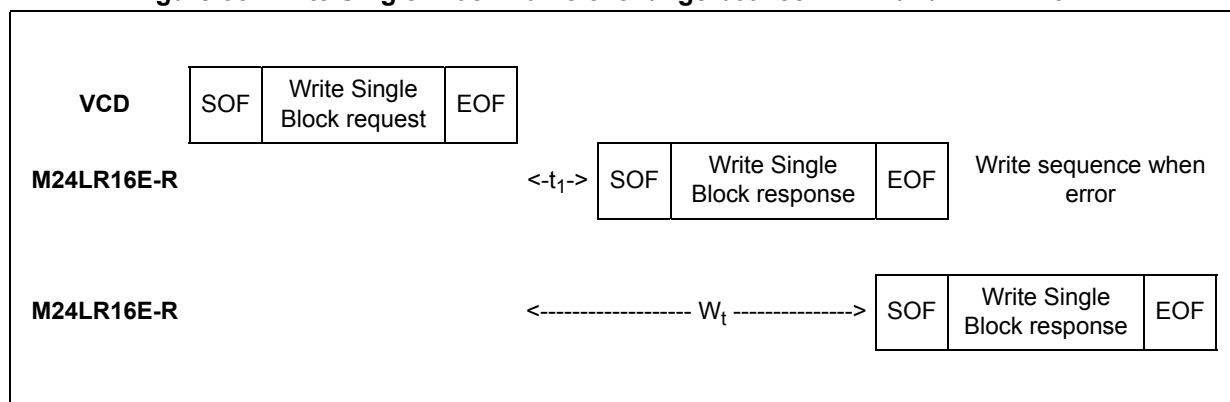 VCD SOF Write Single EOF
Block request
M24LR16E-R <-t1-> SOF Write Single EOF Write sequence when
Block response error
M24LR16E-R <------------------- Wt ---------------> SOF Write Single EOF
Block response